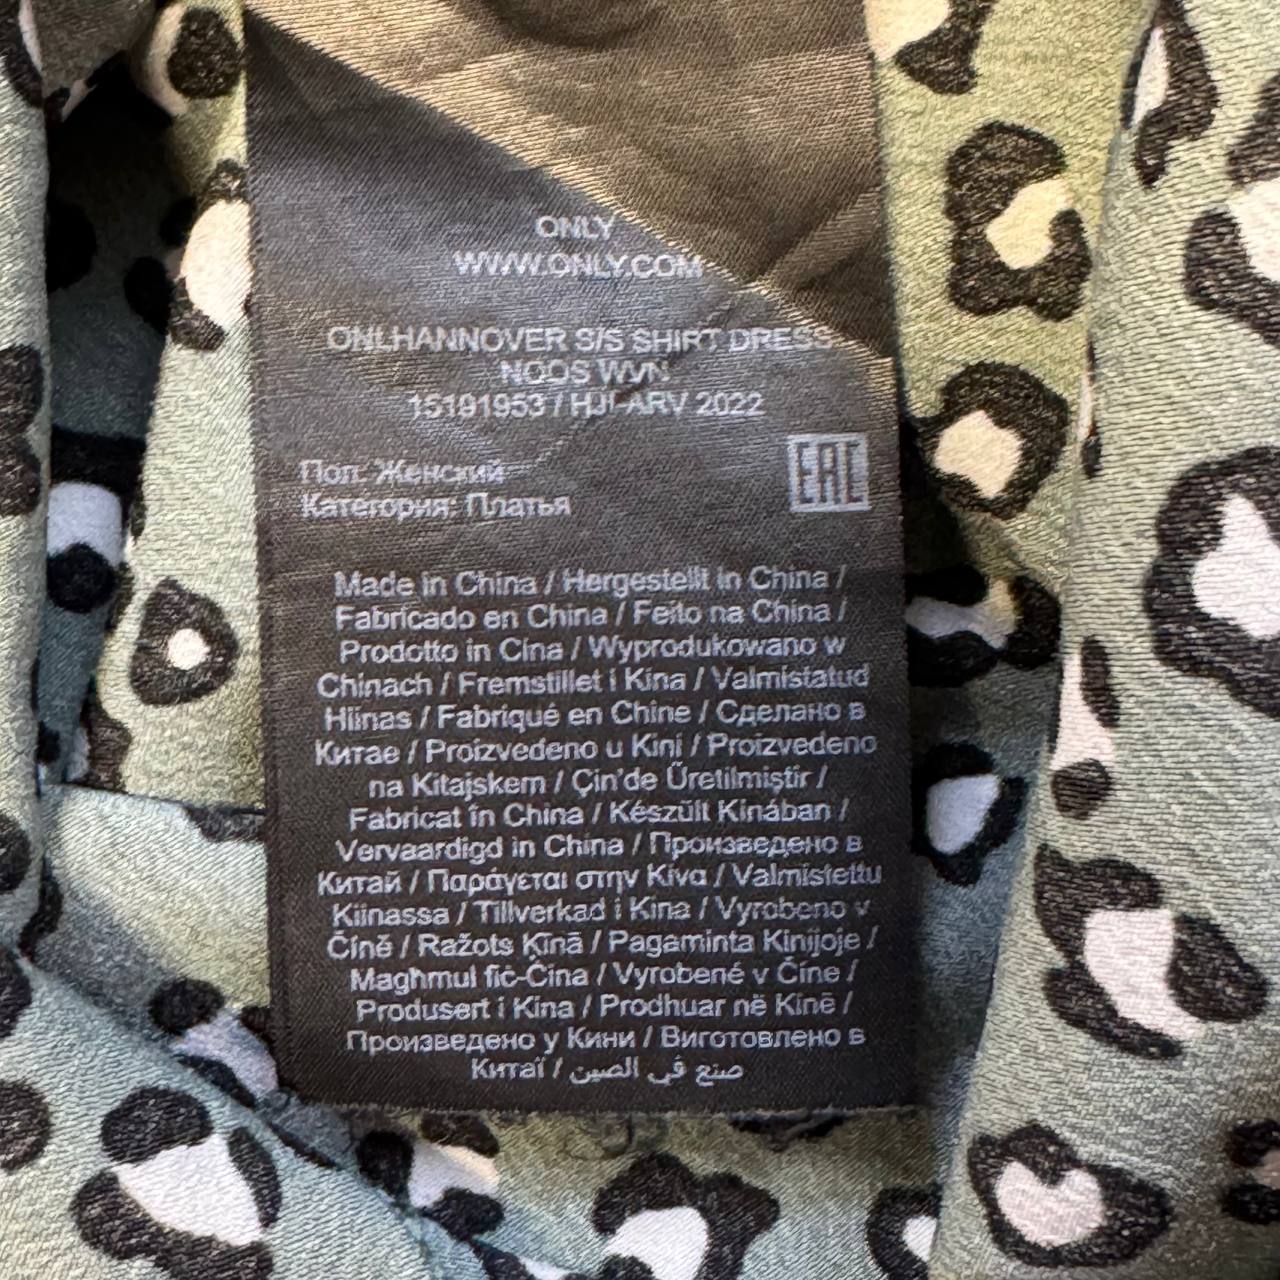 ONLY
WWW.ONLY.COM
ONLHANNOVER S/S SHIRT DRESS
NOOS WVN
15191953 / HJI-ARV 2022
Пол: Женский
Категория: Платья
EAC
Made in China / Hergestellt in China /
Fabricado en China / Feito na China /
Prodotto in Cina / Wyprodukowano w
Chinach / Fremstillet i Kina / Valmistatud
Hiinas / Fabriqué en Chine / Сделано в
Китае / Proizvedeno u Kini / Proizvedeno
na Kitajskem / Çin'de Üretilmiştir /
Fabricat în China / Készült Kínában /
Vervaardigd in China / Произведено в
Китай / Παράγεται στην Κίνα / Valmistettu
Kiinassa / Tillverkad i Kina / Vyrobeno v
Číně / Ražots Ķīnā / Pagaminta Kinijoje /
Maghmul fiċ-Ċina / Vyrobené v Číne /
Produsert i Kina / Prodhuar në Kinë /
Произведено у Кини / Виготовлено в
Китаї / صنع في الصين